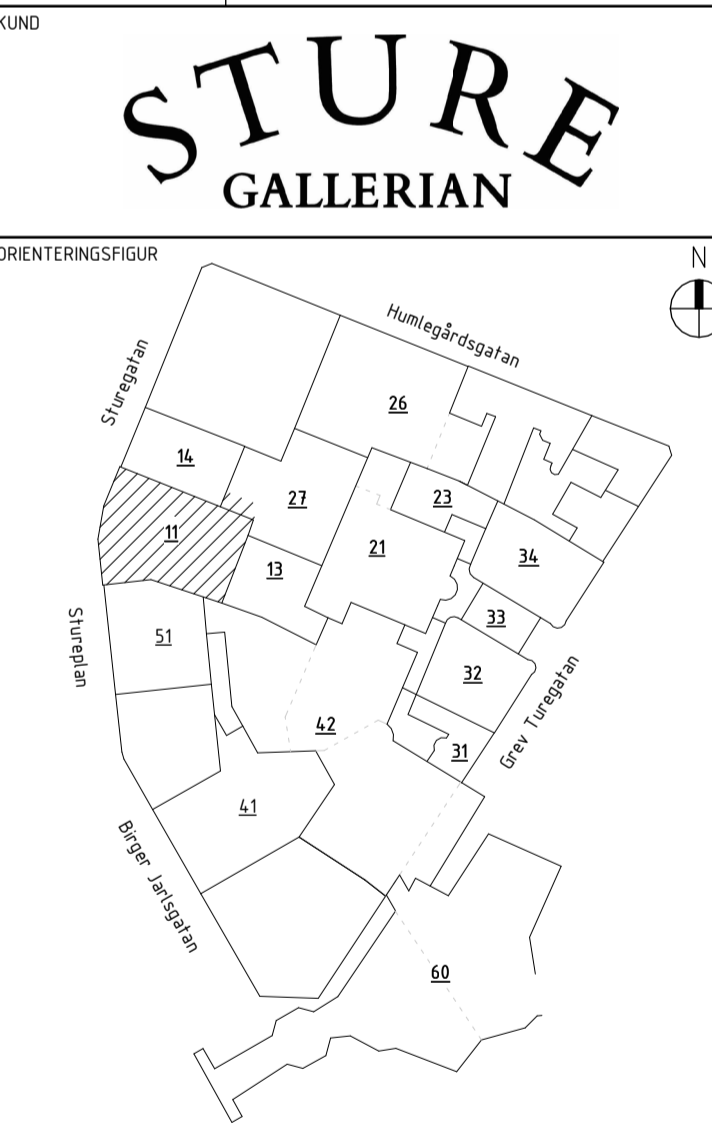 KUND
STURE
GALLERIAN
ORIENTERINGSFIGUR
N
Humlegårdsgatan
Sturegatan
26
14
27
23
11
21
34
13
33
Stureplan
51
32
Grev Turegatan
42
31
41
Birger Jarlsgatan
60